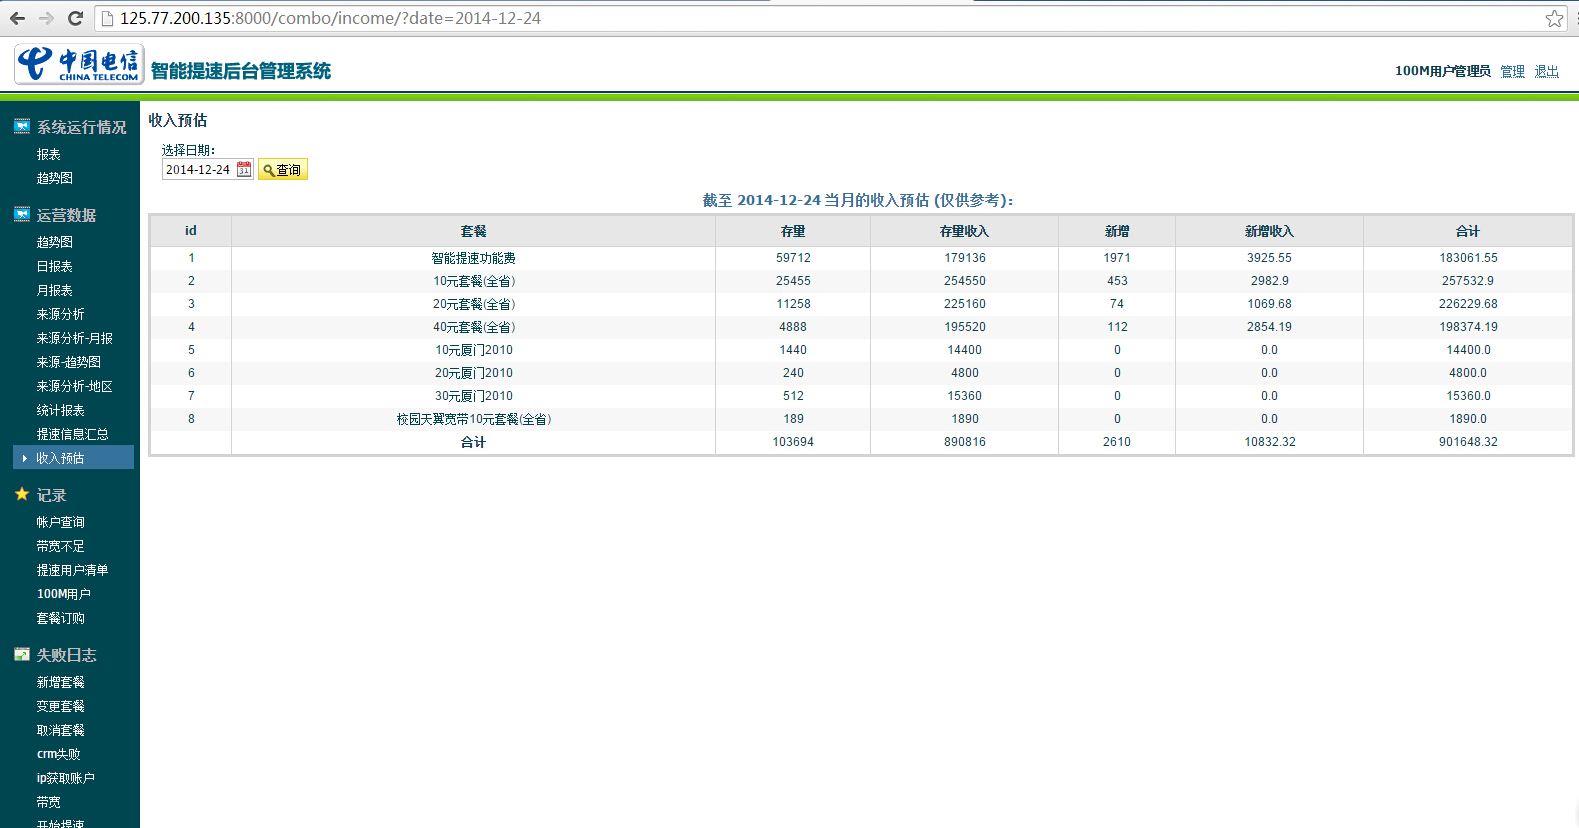 125.77.200.135:8000/combo/income/?date=2014-12-24
中国电信
CHINA TELECOM
智能提速后台管理系统
100M用户管理员 管理 退出
系统运行情况
报表
趋势图
运营数据
趋势图
日报表
月报表
来源分析
来源分析-月报
来源-趋势图
来源分析-地区
统计报表
提速信息汇总
收入预估
记录
帐户查询
带宽不足
提速用户清单
100M用户
套餐订购
失败日志
新增套餐
变更套餐
取消套餐
crm失败
ip获取账户
带宽
开始提速
收入预估
选择日期:
2014-12-24 31 查询
截至 2014-12-24 当月的收入预估 (仅供参考):
id 套餐 存量 存量收入 新增 新增收入 合计
1 智能提速功能费 59712 179136 1971 3925.55 183061.55
2 10元套餐(全省) 25455 254550 453 2982.9 257532.9
3 20元套餐(全省) 11258 225160 74 1069.68 226229.68
4 40元套餐(全省) 4888 195520 112 2854.19 198374.19
5 10元厦门2010 1440 14400 0 0.0 14400.0
6 20元厦门2010 240 4800 0 0.0 4800.0
7 30元厦门2010 512 15360 0 0.0 15360.0
8 校园天翼宽带10元套餐(全省) 189 1890 0 0.0 1890.0
合计 103694 890816 2610 10832.32 901648.32